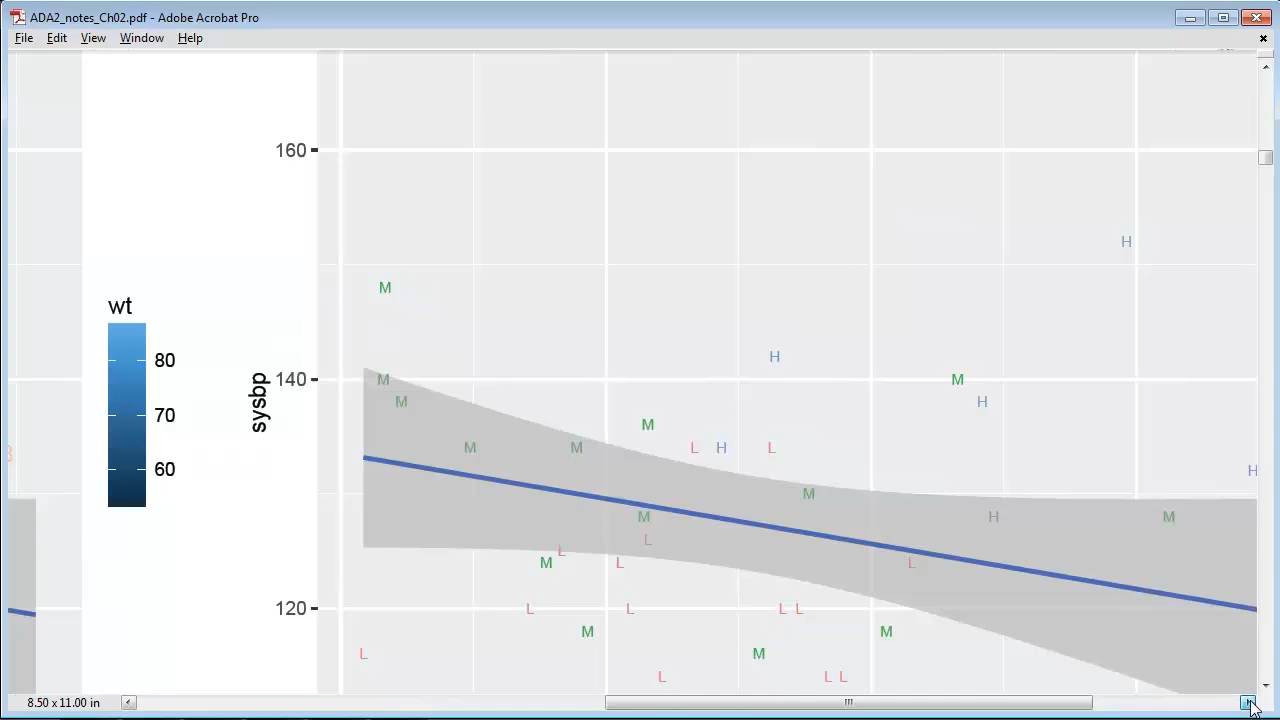 ADA2_notes_Ch02.pdf - Adobe Acrobat Pro
File Edit View Window Help
160
H
M
wt
H
80
sysbp
140
M
M
M
H
70
M
M
M
L
H
L
60
H
M
M
H
M
L
L
M
L
L
120
L
L
L
L
M
M
L
M
L
L
L
8.50 x 11.00 in